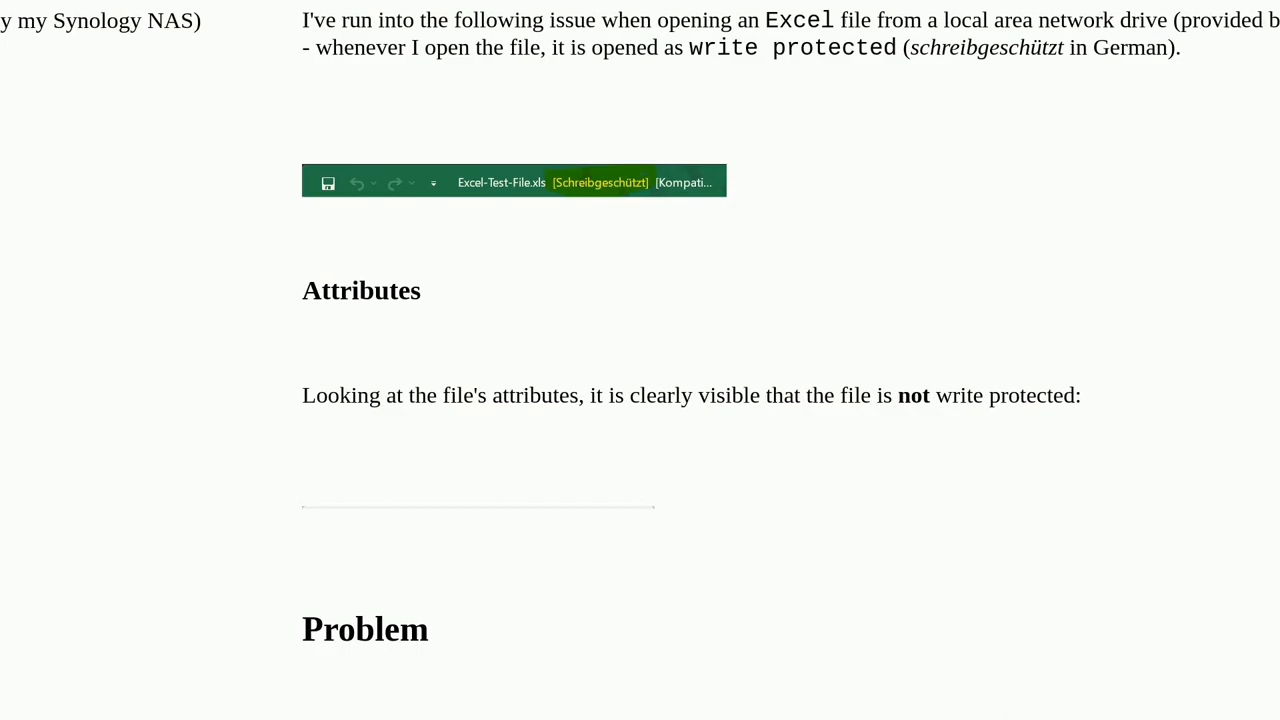 I've run into the following issue when opening an Excel file from a local area network drive (provided b
y my Synology NAS)
- whenever I open the file, it is opened as write protected (schreibgeschützt in German).
Excel-Test-File.xls [Schreibgeschützt] [Kompati...
Attributes
Looking at the file's attributes, it is clearly visible that the file is not write protected:
Problem